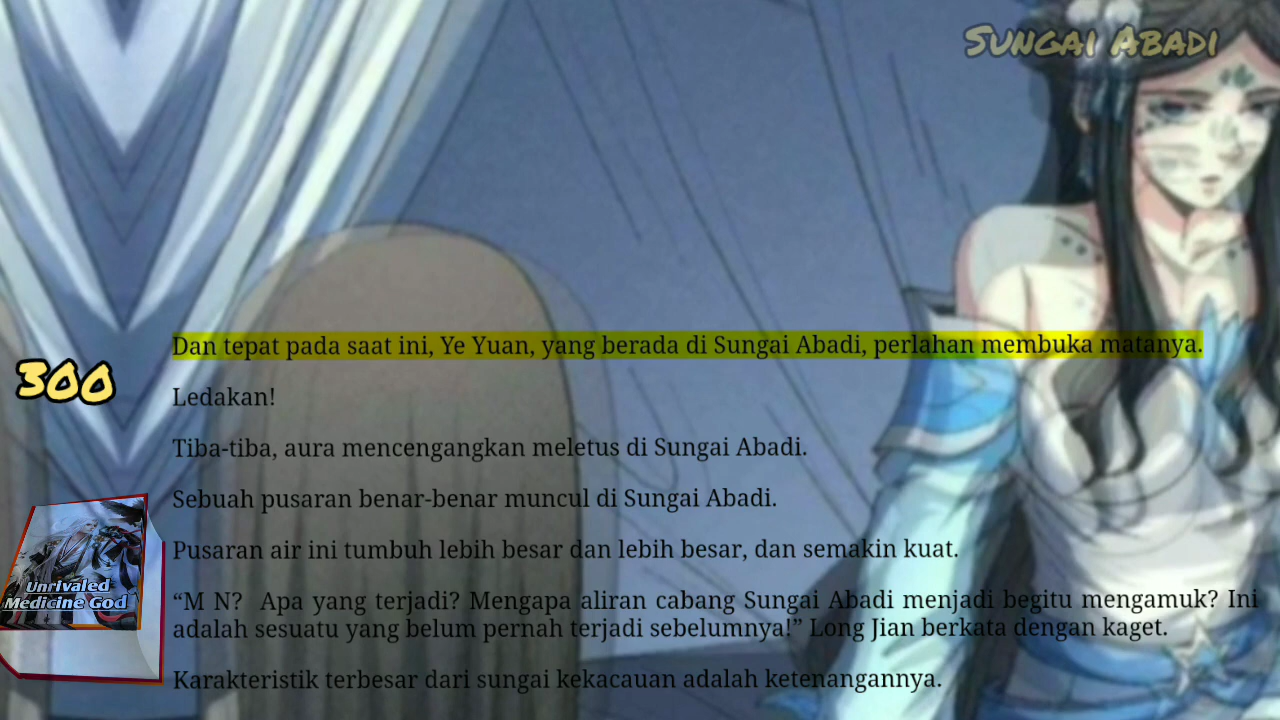 Sungai Abadi
Dan tepat pada saat ini, Ye Yuan, yang berada di Sungai Abadi, perlahan membuka matanya.
300
Ledakan!
Tiba-tiba, aura mencengangkan meletus di Sungai Abadi.
Sebuah pusaran benar-benar muncul di Sungai Abadi.
Pusaran air ini tumbuh lebih besar dan lebih besar, dan semakin kuat.
Unrivaled
Medicine God
“M N? Apa yang terjadi? Mengapa aliran cabang Sungai Abadi menjadi begitu mengamuk? Ini
adalah sesuatu yang belum pernah terjadi sebelumnya!” Long Jian berkata dengan kaget.
Karakteristik terbesar dari sungai kekacauan adalah ketenangannya.